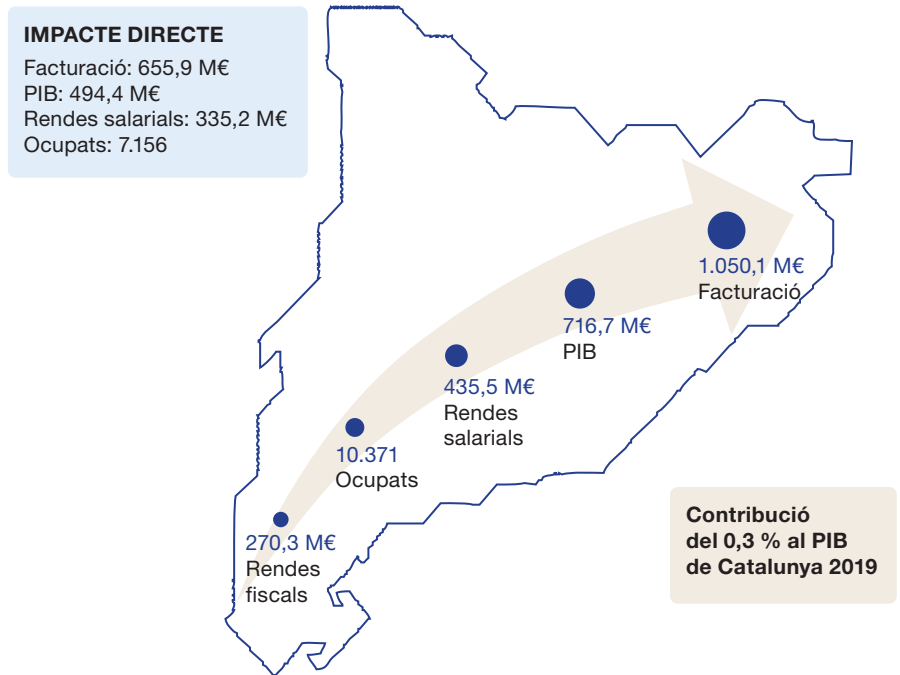 IMPACTE DIRECTE
Facturació: 655,9 M€
PIB: 494,4 M€
Rendes salarials: 335,2 M€
Ocupats: 7.156
1.050,1 M€
Facturació
716,7 M€
PIB
435,5 M€
Rendes
salarials
10.371
Ocupats
270,3 M€
Rendes
fiscals
Contribució
del 0,3 % al PIB
de Catalunya 2019